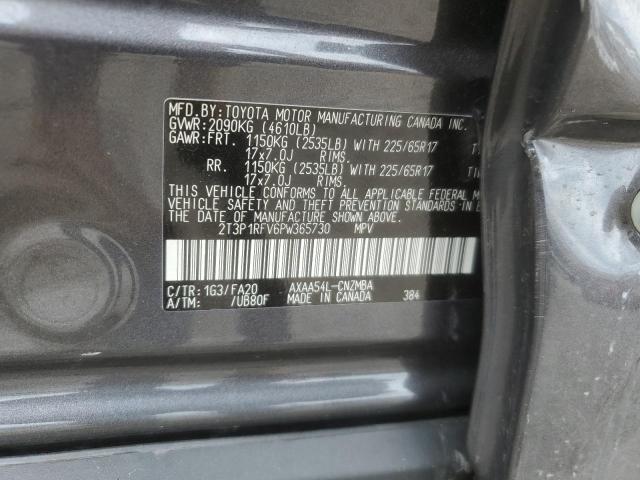 MFD.BY:TOYOTA MOTOR MANUFACTURING CANADA INC.
GVWR:2090KG (4610LB)
GAWR:FRT. 1150KG (2535LB) WITH 225/65R17
17x7.0J RIMS.
RR. 1150KG (2535LB) WITH 225/65R17
17x7.0J RIMS.
THIS VEHICLE CONFORMS TO ALL APPLICABLE FEDERAL
VEHICLE SAFETY AND THEFT PREVENTION STANDARDS IN
ON THE DATE OF MANUFACTURE SHOWN ABOVE.
2T3P1RFV6PW365730 MPV
C/TR:1G3/FA20 AXAA54L-CNZMBA
A/TM: /UB80F MADE IN CANADA 384